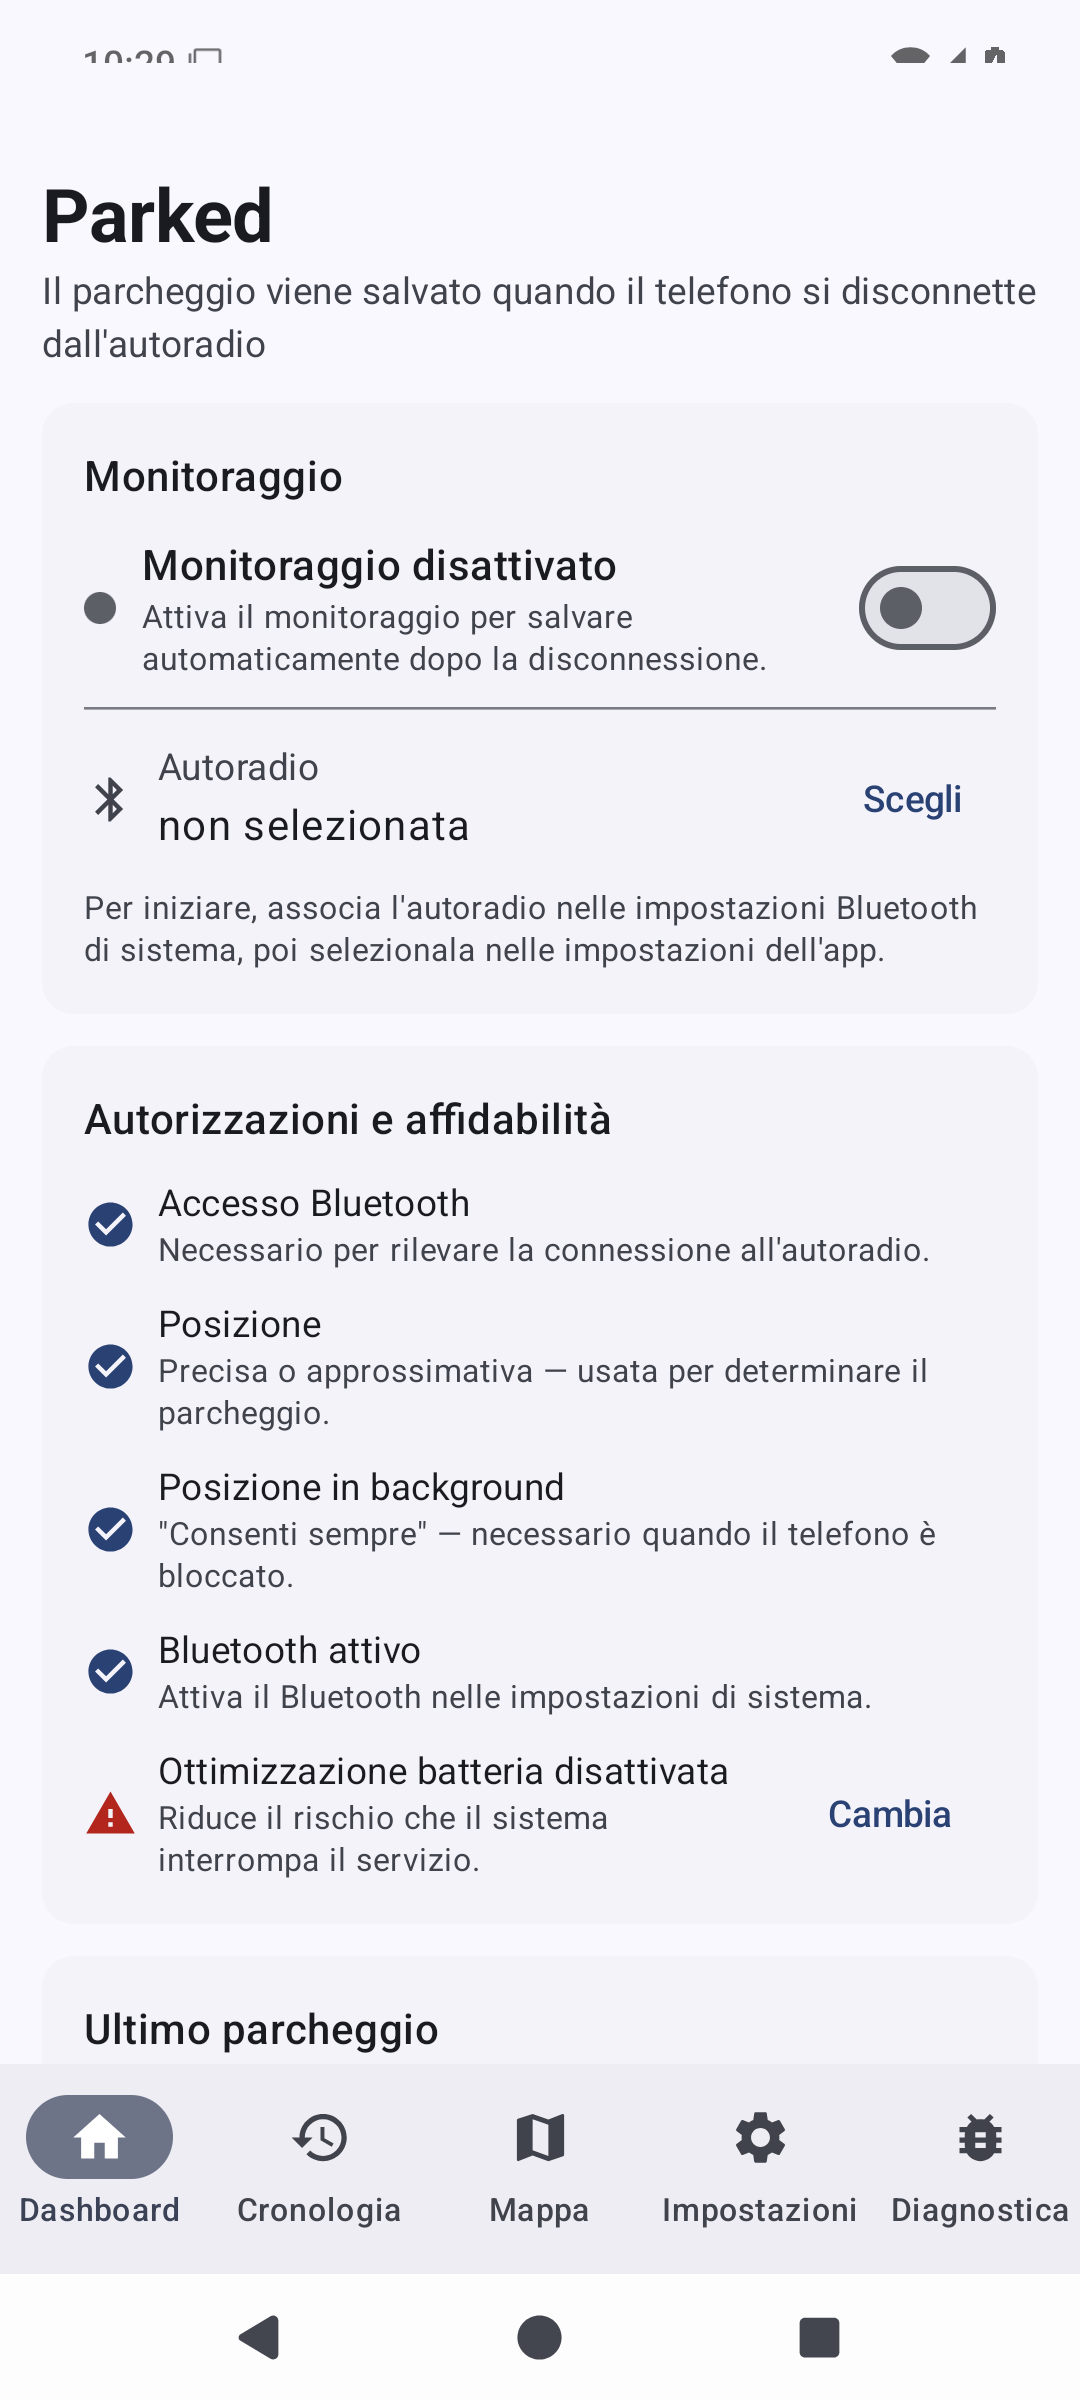 10:29
Parked
Il parcheggio viene salvato quando il telefono si disconnette
dall'autoradio
Monitoraggio
Monitoraggio disattivato
Attiva il monitoraggio per salvare
automaticamente dopo la disconnessione.
Autoradio
non selezionata
Scegli
Per iniziare, associa l'autoradio nelle impostazioni Bluetooth
di sistema, poi selezionala nelle impostazioni dell'app.
Autorizzazioni e affidabilità
Accesso Bluetooth
Necessario per rilevare la connessione all'autoradio.
Posizione
Precisa o approssimativa — usata per determinare il
parcheggio.
Posizione in background
"Consenti sempre" — necessario quando il telefono è
bloccato.
Bluetooth attivo
Attiva il Bluetooth nelle impostazioni di sistema.
Ottimizzazione batteria disattivata
Riduce il rischio che il sistema
interrompa il servizio.
Cambia
Ultimo parcheggio
Dashboard
Cronologia
Mappa
Impostazioni
Diagnostica